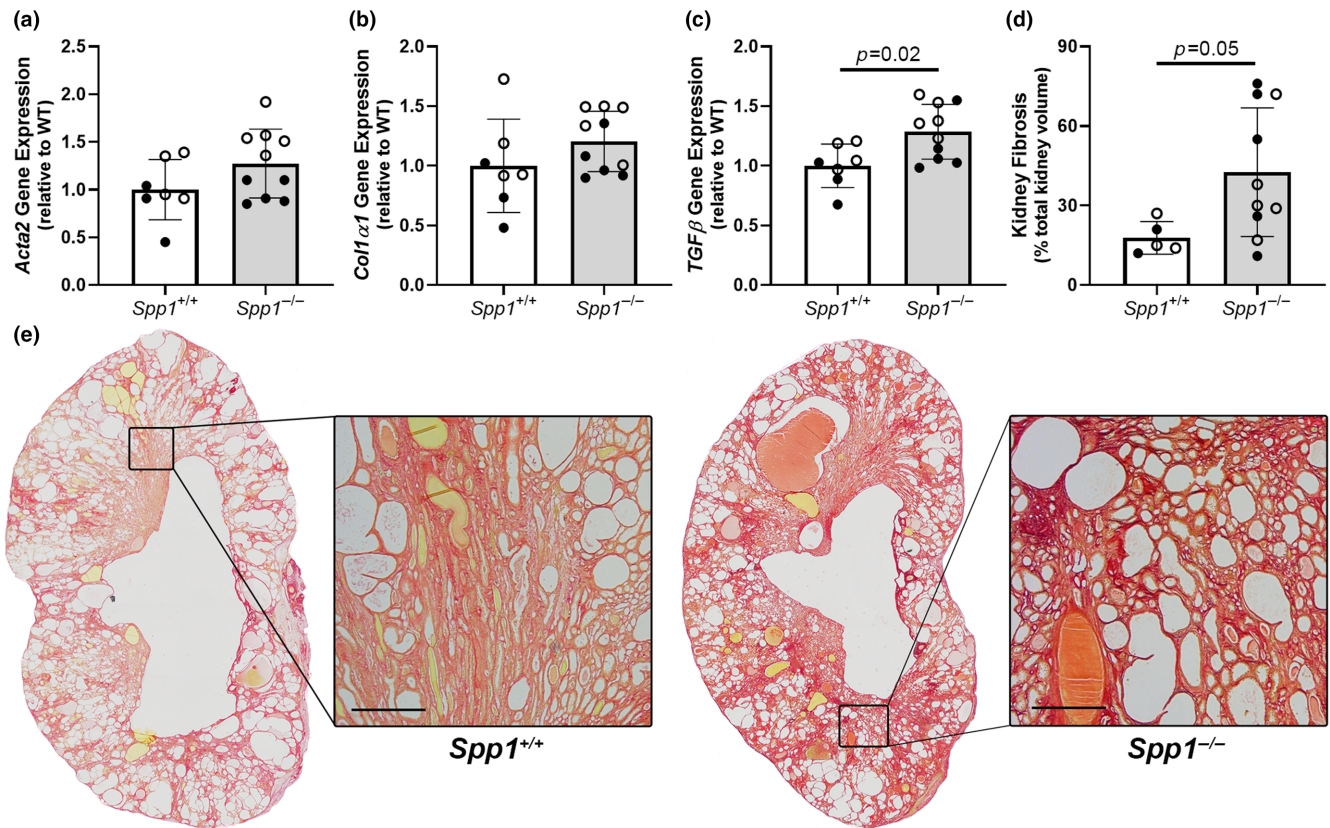 (a)
2.5
2.0
1.5
1.0
0.5
0.0
Acta2 Gene Expression
(relative to WT)
Spp1+/+
Spp1−/−
(b)
2.0
1.5
1.0
0.5
0.0
Col1α1 Gene Expression
(relative to WT)
Spp1+/+
Spp1−/−
(c)
2.0
1.5
1.0
0.5
0.0
TGFβ Gene Expression
(relative to WT)
p=0.02
Spp1+/+
Spp1−/−
(d)
90
60
30
0
Kidney Fibrosis
(% total kidney volume)
p=0.05
Spp1+/+
Spp1−/−
(e)
Spp1+/+
Spp1−/−